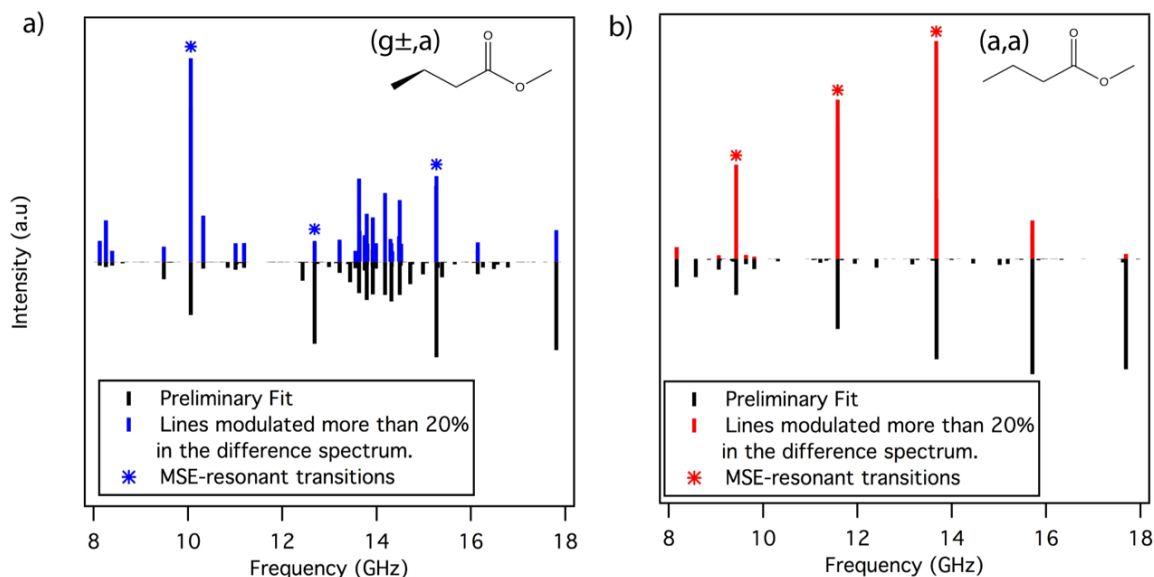 a)
(g±,a)
O
O
Intensity (a.u)
Preliminary Fit
Lines modulated more than 20%
in the difference spectrum.
MSE-resonant transitions
8 10 12 14 16 18
Frequency (GHz)
b)
(a,a)
O
O
Preliminary Fit
Lines modulated more than 20%
in the difference spectrum.
MSE-resonant transitions
8 10 12 14 16 18
Frequency (GHz)